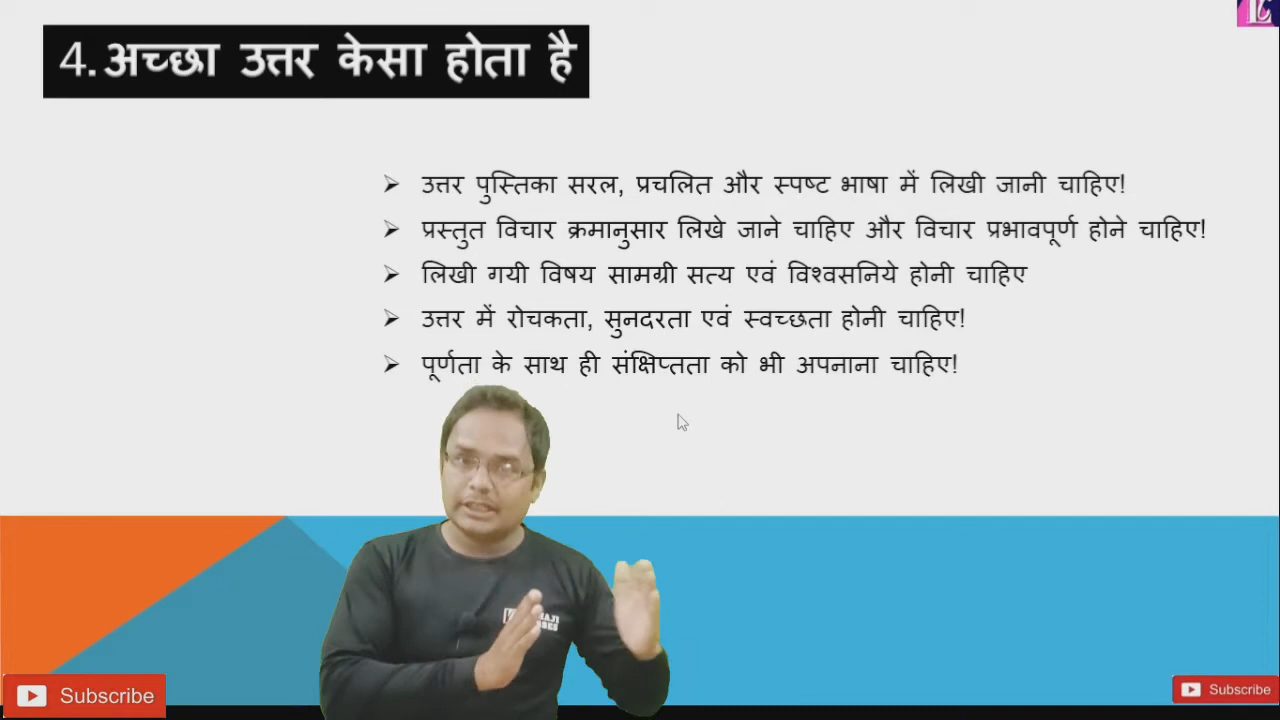 4. अच्छा उत्तर केसा होता है
उत्तर पुस्तिका सरल, प्रचलित और स्पष्ट भाषा में लिखी जानी चाहिए!
प्रस्तुत विचार क्रमानुसार लिखे जाने चाहिए और विचार प्रभावपूर्ण होने चाहिए!
लिखी गयी विषय सामग्री सत्य एवं विश्वसनिये होनी चाहिए
उत्तर में रोचकता, सुनदरता एवं स्वच्छता होनी चाहिए!
पूर्णता के साथ ही संक्षिप्तता को भी अपनाना चाहिए!
Subscribe
Subscribe